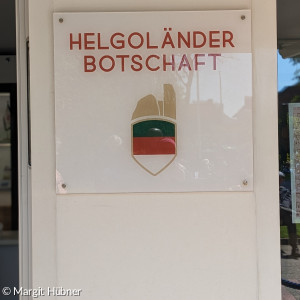 HELGOLÄNDER
BOTSCHAFT
© Margit Hübner